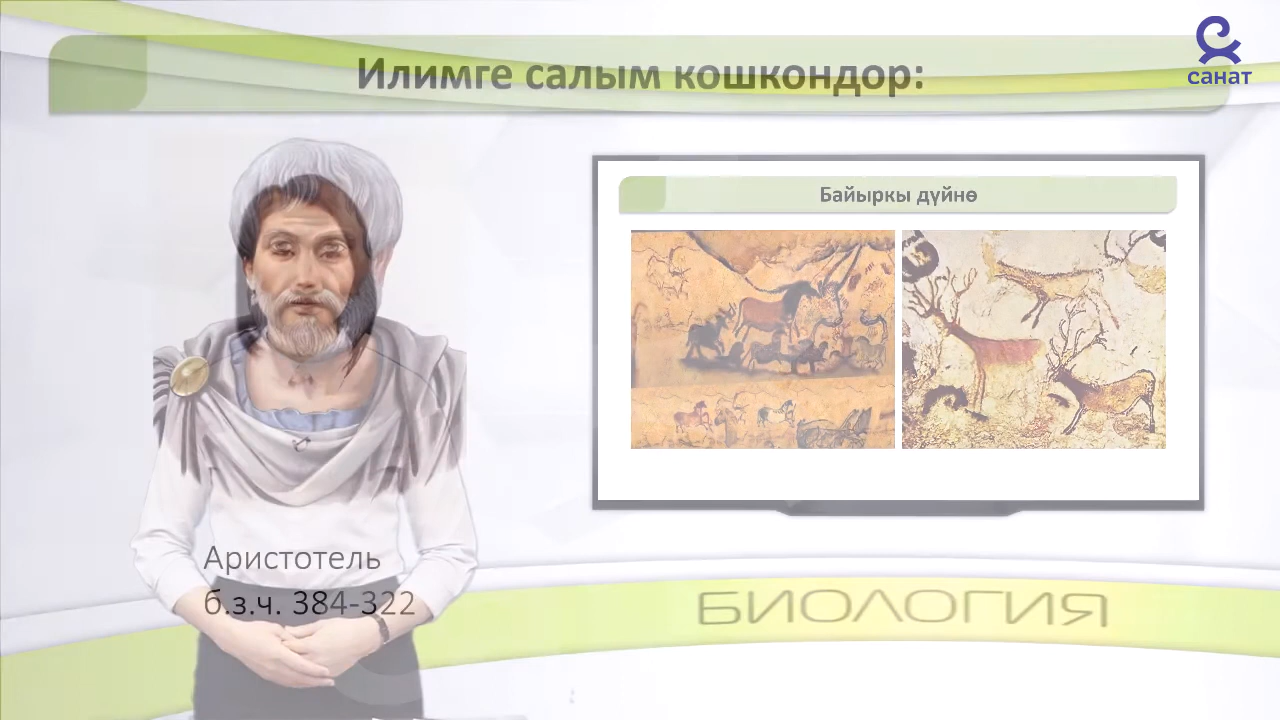 Илимге салым кошкондор:
санат
Байыркы дүйнө
Аристотель
б.з.ч. 384-322
БИОЛОГИЯ